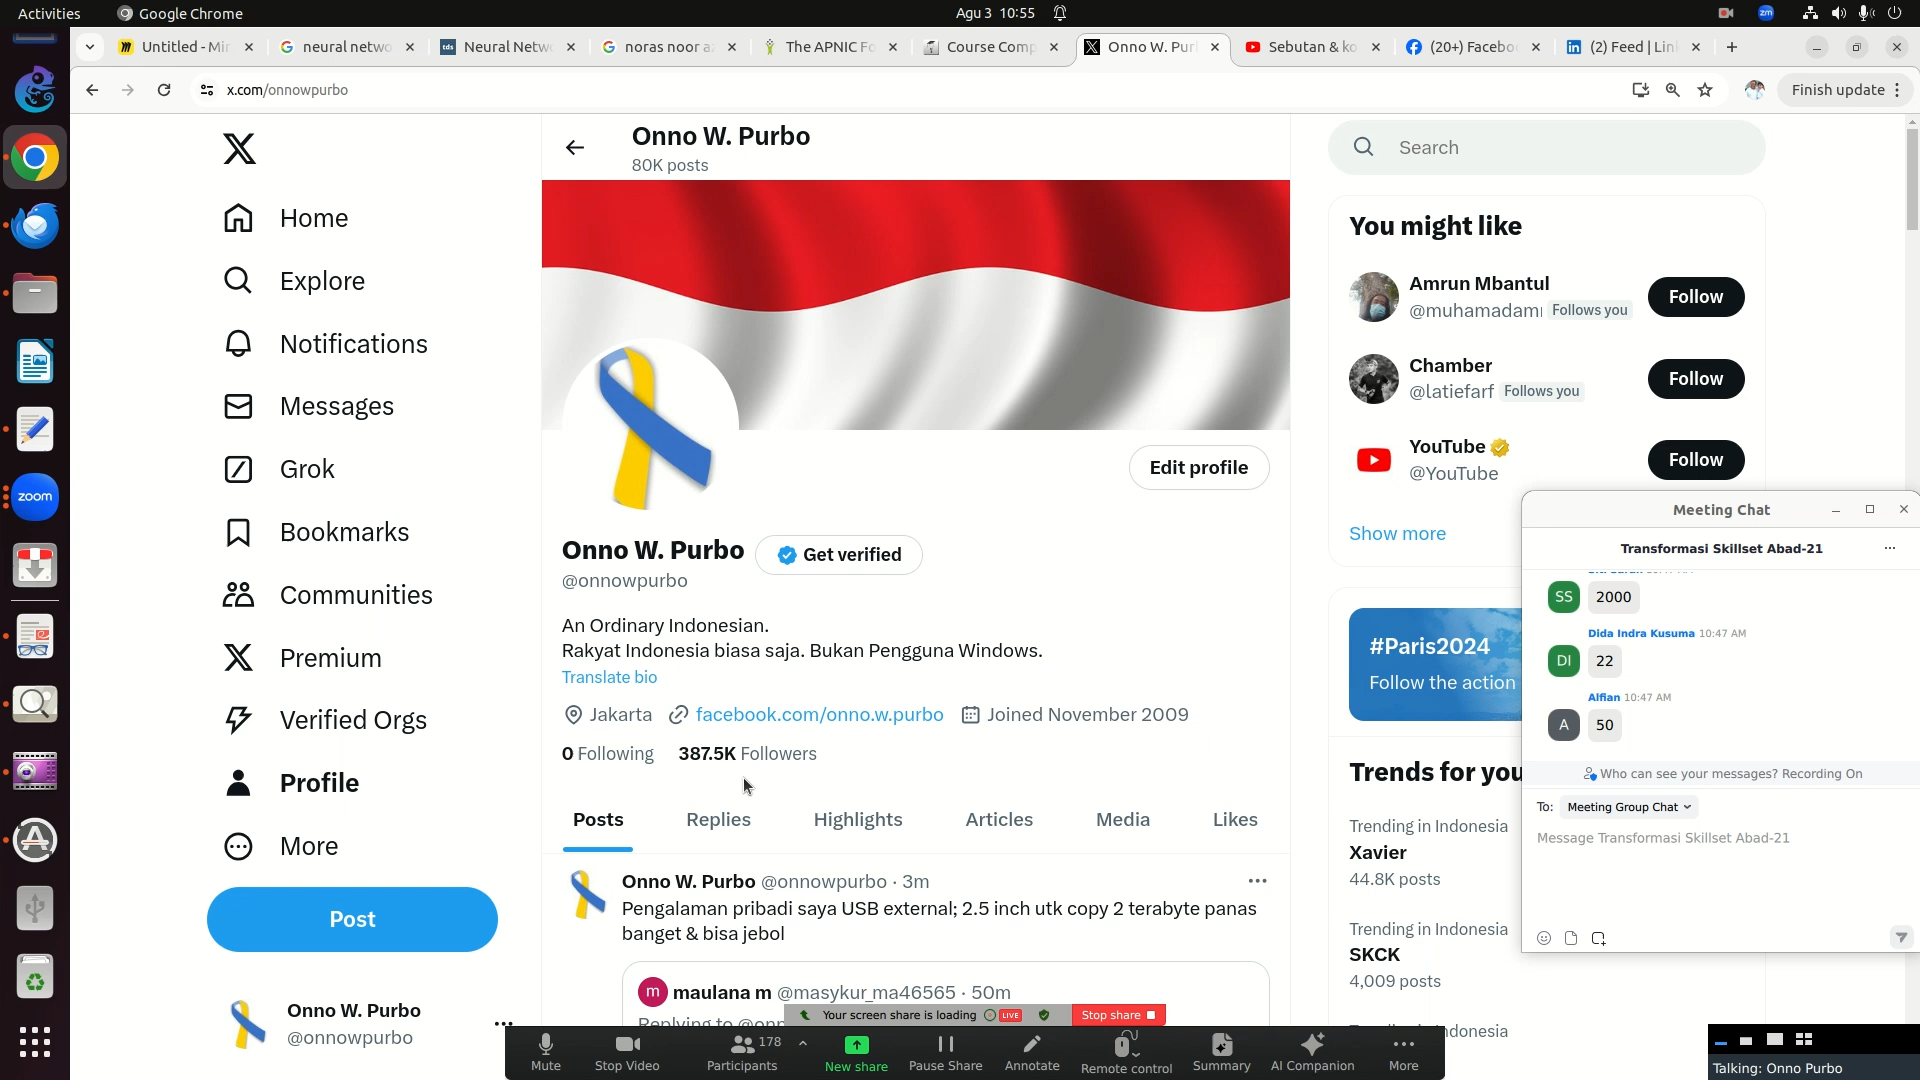 Activities
Google Chrome
Agu 3 10:55
zm
Untitled - Mir
neural netwo
Neural Netwo
noras noor a
The APNIC Fo
Course Comp
Onno W. Pur
Sebutan & ko
(20+) Facebo
(2) Feed | Lin
x.com/onnowpurbo
Finish update
Home
Explore
Notifications
Messages
Grok
Bookmarks
Communities
Premium
Verified Orgs
Profile
More
Post
Onno W. Purbo
@onnowpurbo
zoom
Onno W. Purbo
80K posts
Edit profile
Onno W. Purbo
Get verified
@onnowpurbo
An Ordinary Indonesian.
Rakyat Indonesia biasa saja. Bukan Pengguna Windows.
Translate bio
Jakarta facebook.com/onno.w.purbo Joined November 2009
0 Following 387.5K Followers
Posts Replies Highlights Articles Media Likes
Onno W. Purbo @onnowpurbo · 3m
Pengalaman pribadi saya USB external; 2.5 inch utk copy 2 terabyte panas
banget & bisa jebol
m maulana m @masykur_ma46565 · 50m
Replying to @onn
Your screen share is loading LIVE Stop share
Mute
Stop Video
178
Participants
New share
Pause Share
Annotate
Remote control
Summary
AI Companion
More
Search
You might like
Amrun Mbantul
@muhamadam Follows you
Follow
Chamber
@latiefarf Follows you
Follow
YouTube
@YouTube
Follow
Show more
#Paris2024
Follow the action
Trends for you
Trending in Indonesia
Xavier
44.8K posts
Trending in Indonesia
SKCK
4,009 posts
ndonesia
Meeting Chat
Transformasi Skillset Abad-21
SS
2000
Dida Indra Kusuma 10:47 AM
DI
22
Alfian 10:47 AM
A
50
Who can see your messages? Recording On
To: Meeting Group Chat
Message Transformasi Skillset Abad-21
Talking: Onno Purbo